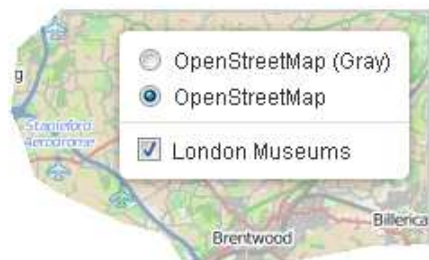 g
OpenStreetMap (Gray)
OpenStreetMap
London Museums
Stapleford
Aerodrome
Billerica
Brentwood